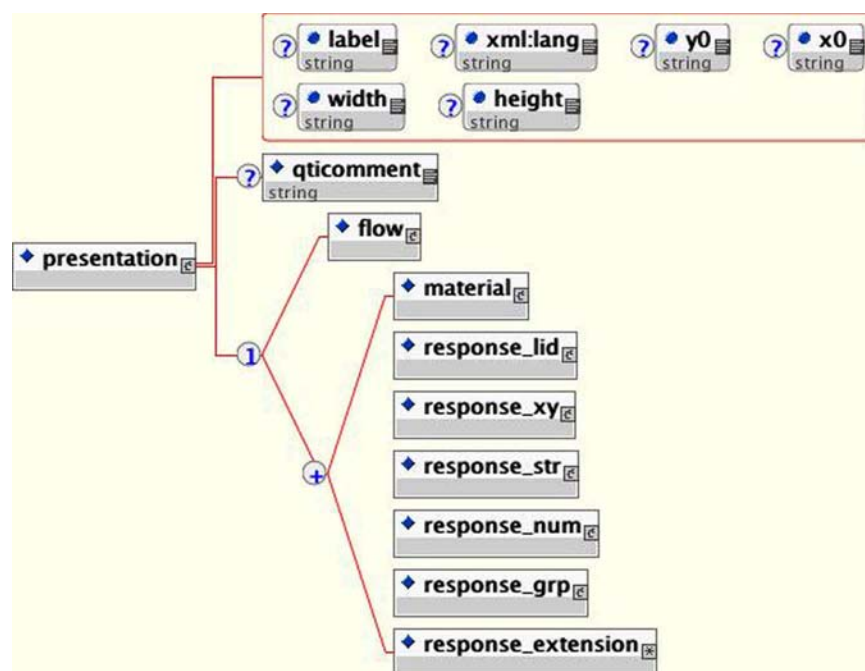 ? label ? xml:lang ? y0 ? x0
string string string string
? width ? height
string string
? qticomment
string
flow
presentation
material
response_lid
1
response_xy
response_str
+
response_num
response_grp
response_extension